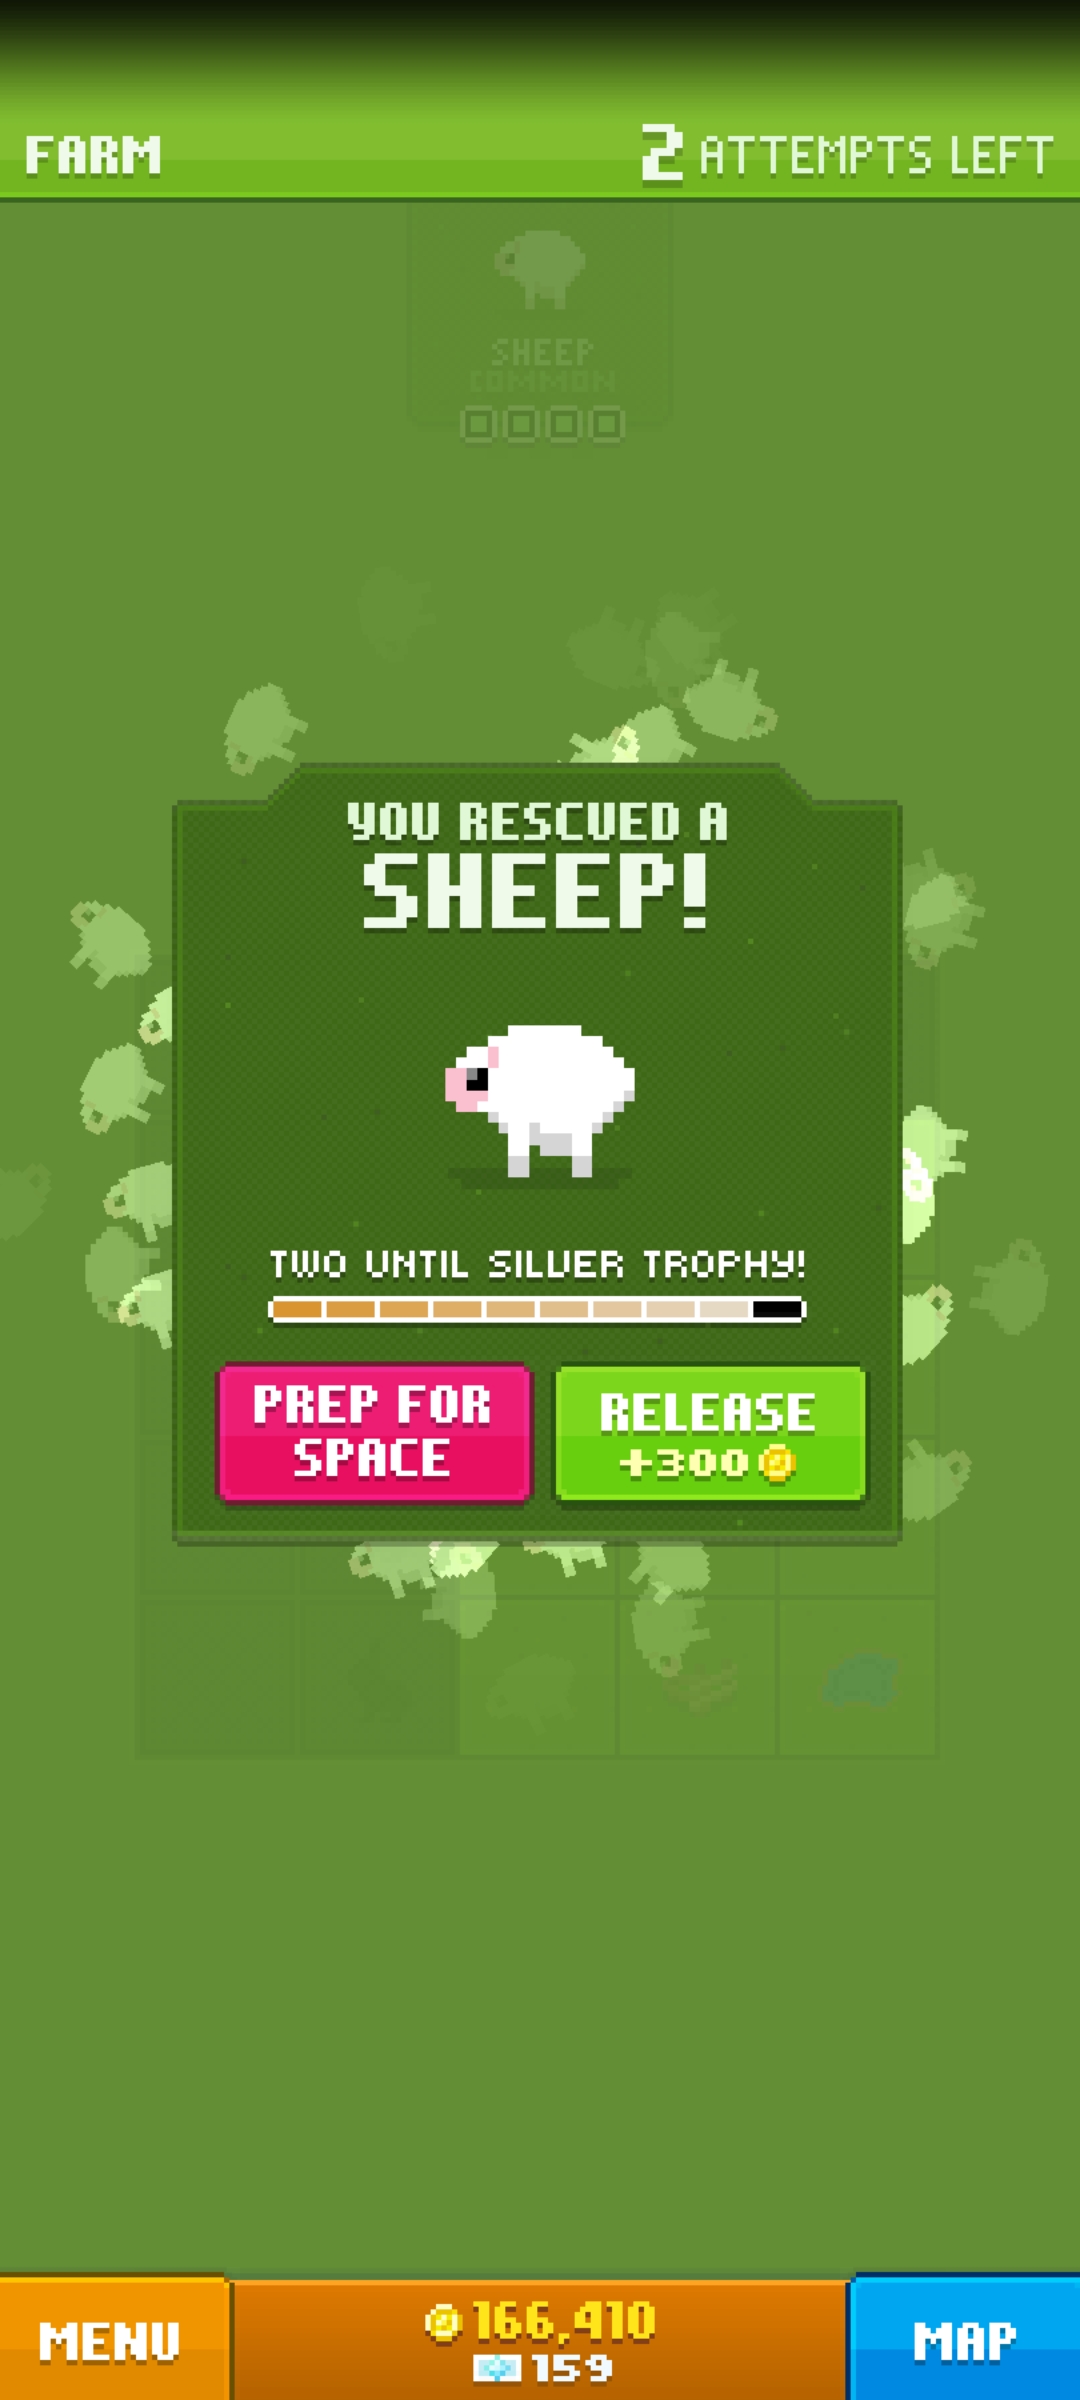 FARM
2 ATTEMPTS LEFT
SHEEP
COMMON
YOU RESCUED A
SHEEP!
TWO UNTIL SILVER TROPHY!
PREP FOR
SPACE
RELEASE
+300
MENU
166,410
159
MAP